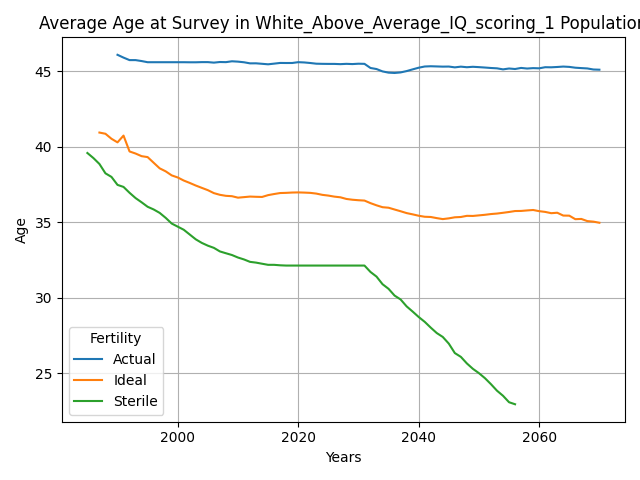 Average Age at Survey in White_Above_Average_IQ_scoring_1 Population
Age
45
40
35
30
25
Fertility
Actual
Ideal
Sterile
2000
2020
2040
2060
Years